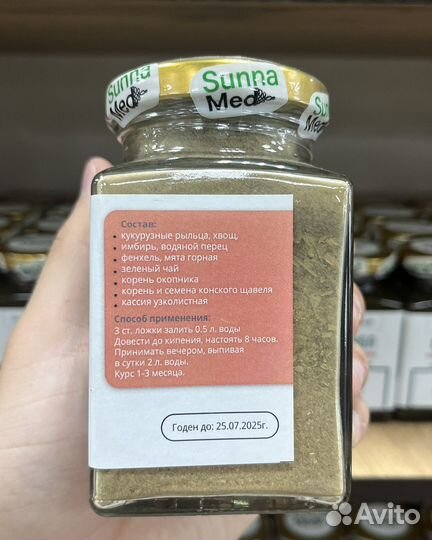 Sunna
Med
Sunna
Med
Состав:
кукурузные рыльца, хвощ,
имбирь, водяной перец
фенхель, мята горная
зеленый чай
корень окопника
корень и семена конского щавеля
кассия узколистная
Способ применения:
3 ст. ложки залить 0.5 л. воды
Довести до кипения, настоять 8 часов.
Принимать вечером, выпивая
в сутки 2 л. воды.
Курс 1-3 месяца.
Годен до: 25.07.2025г.
Avito